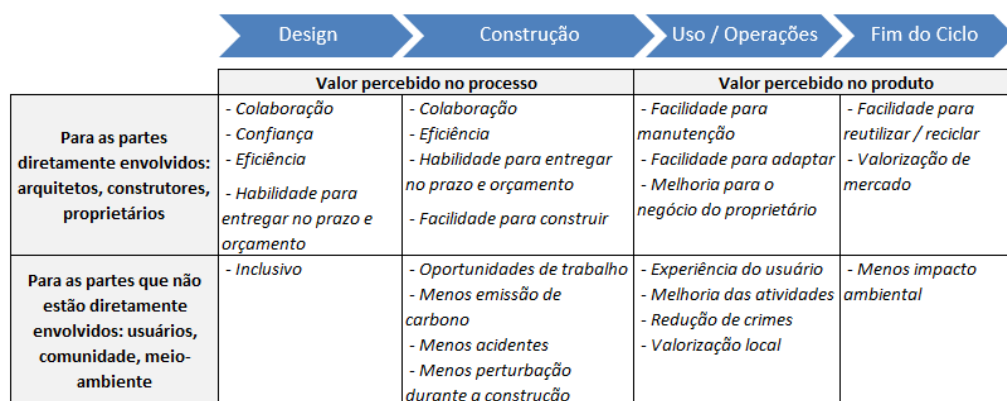 Design
Construção
Uso / Operações
Fim do Ciclo
Valor percebido no processo
Valor percebido no produto
Para as partes
diretamente envolvidos:
arquitetos, construtores,
proprietários
- Colaboração
- Confiança
- Eficiência
- Habilidade para
entregar no prazo e
orçamento
- Colaboração
- Eficiência
- Habilidade para entregar
no prazo e orçamento
- Facilidade para construir
- Facilidade para
manutenção
- Facilidade para adaptar
- Melhoria para o
negócio do proprietário
- Facilidade para
reutilizar / reciclar
- Valorização de
mercado
Para as partes que não
estão diretamente
envolvidos: usuários,
comunidade, meio-
ambiente
- Inclusivo
- Oportunidades de trabalho
- Menos emissão de
carbono
- Menos acidentes
- Menos perturbação
durante a construção
- Experiência do usuário
- Melhoria das atividades
- Redução de crimes
- Valorização local
- Menos impacto
ambiental